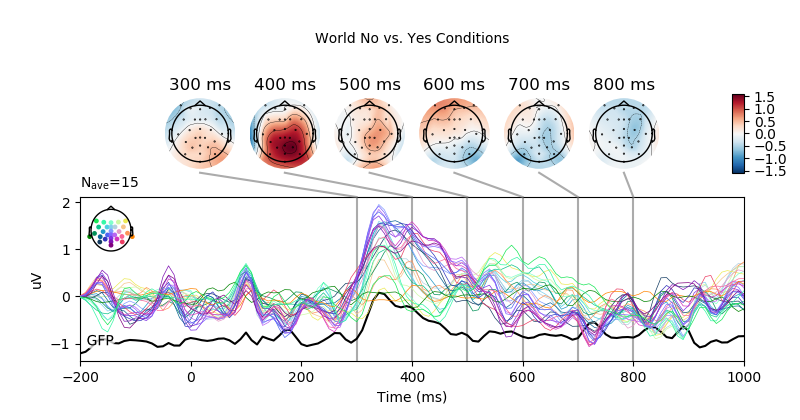 World No vs. Yes Conditions
300 ms 400 ms 500 ms 600 ms 700 ms 800 ms
1.5
1.0
0.5
0.0
−0.5
−1.0
−1.5
Nave=15
2
1
0
−1
uV
GFP
−200 0 200 400 600 800 1000
Time (ms)